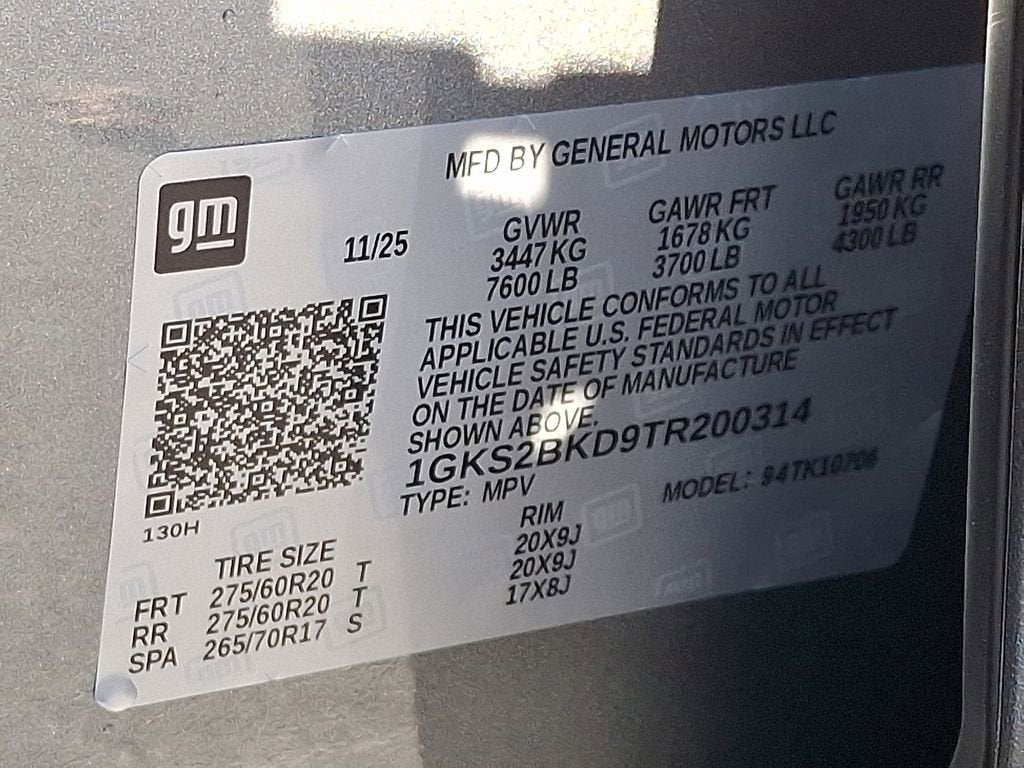 MFD BY GENERAL MOTORS LLC
gm
11/25
GVWR
3447 KG
7600 LB
GAWR FRT
1678 KG
3700 LB
GAWR RR
1950 KG
4300 LB
THIS VEHICLE CONFORMS TO ALL
APPLICABLE U.S. FEDERAL MOTOR
VEHICLE SAFETY STANDARDS IN EFFECT
ON THE DATE OF MANUFACTURE
SHOWN ABOVE.
1GKS2BKD9TR200314
TYPE: MPV
MODEL:
130H
TIRE SIZE
RIM
FRT 275/60R20 T 20X9J
RR 275/60R20 T 20X9J
SPA 265/70R17 S 17X8J